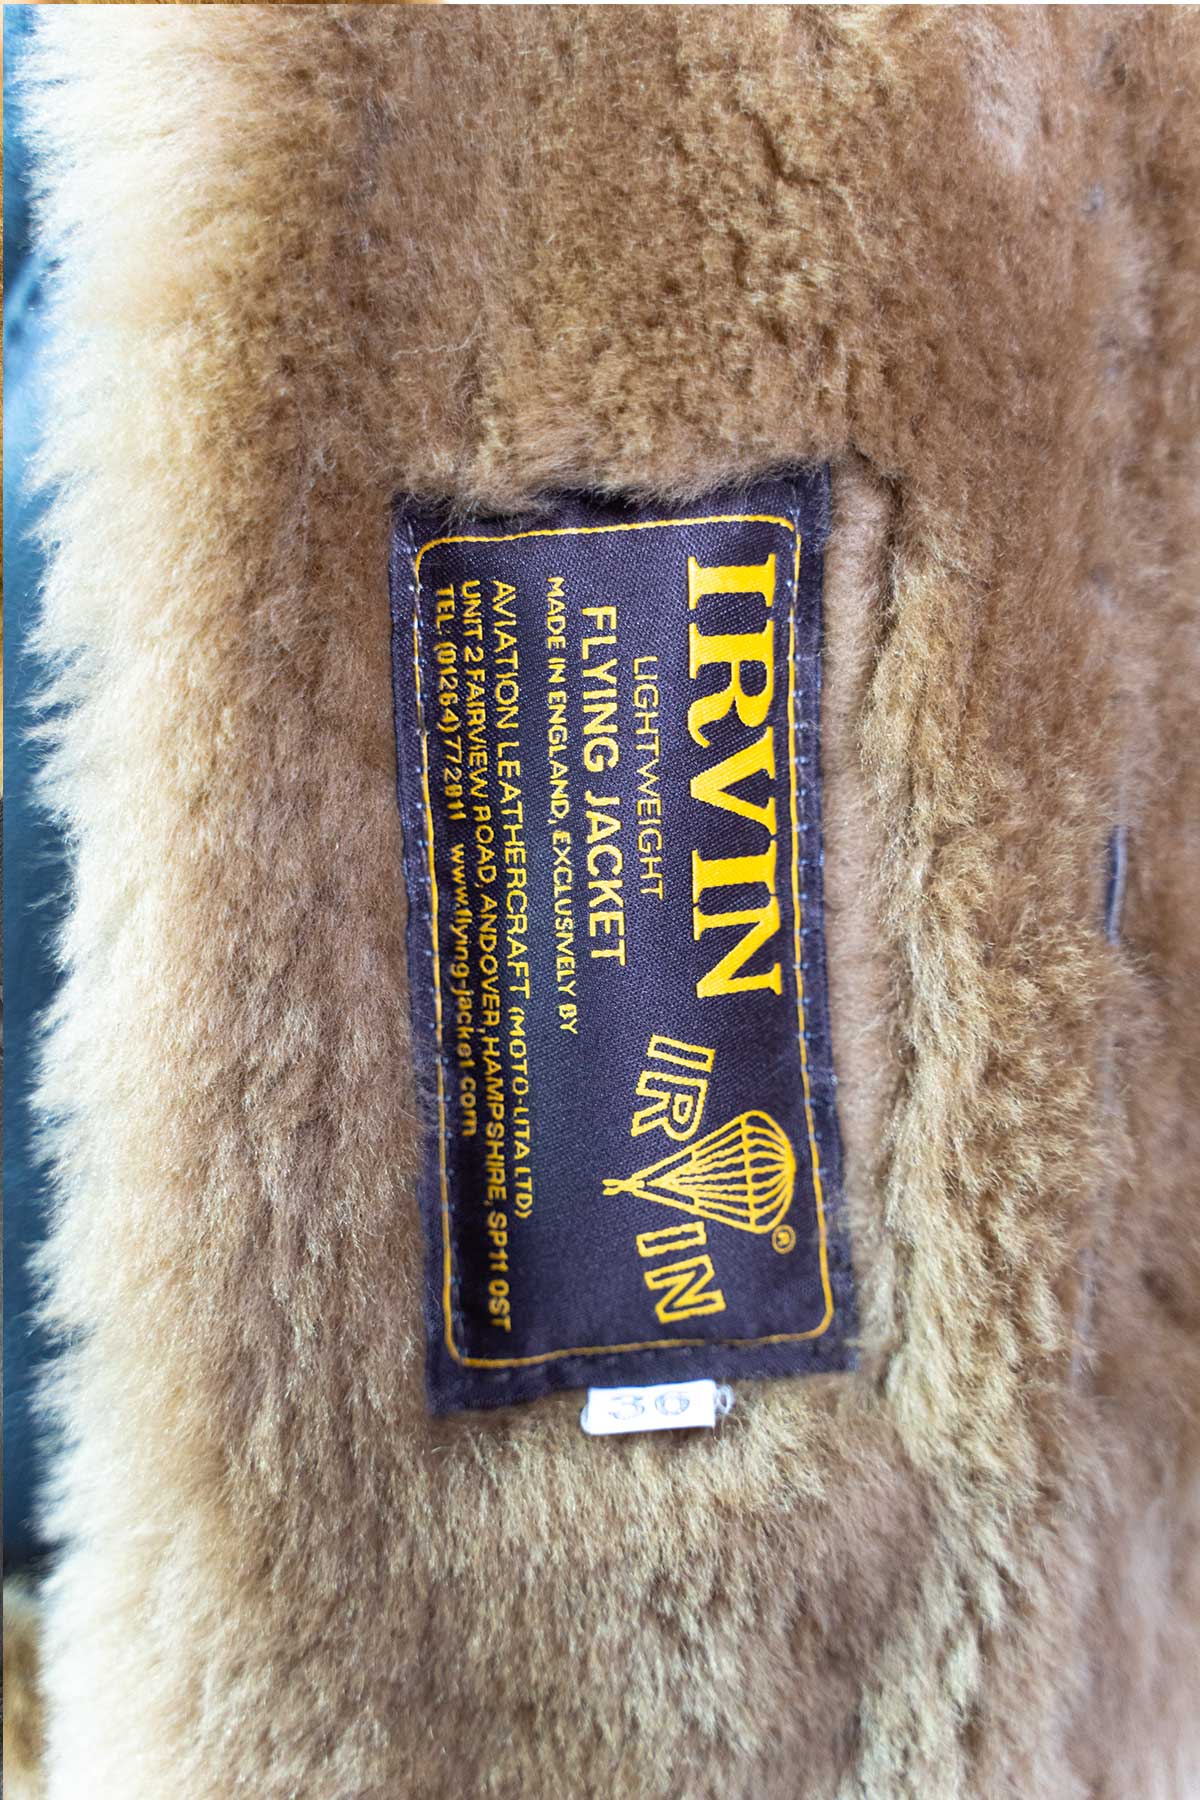 IRVIN
LIGHTWEIGHT
FLYING JACKET
MADE IN ENGLAND, EXCLUSIVELY BY
IRVIN®
AVIATION LEATHERCRAFT (MOTO-LITA LTD)
UNIT 2 FAIRVIEW ROAD, ANDOVER, HAMPSHIRE, SP11 0ST
TEL. (01264) 772811 www.flying-jacket.com
36